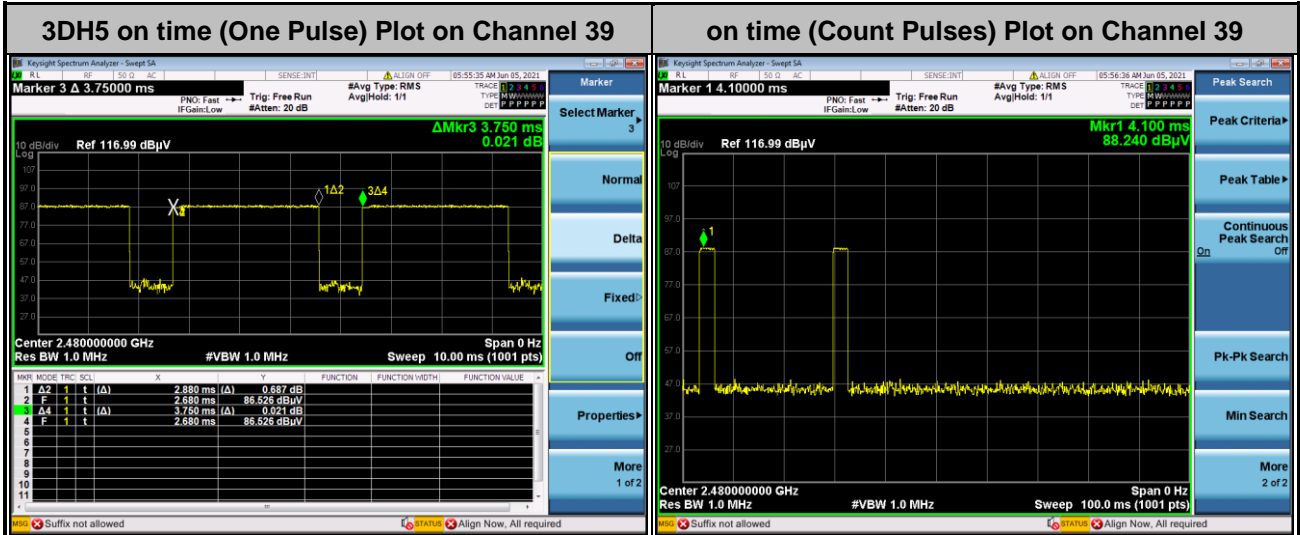 3DH5 on time (One Pulse) Plot on Channel 39
Keysight Spectrum Analyzer - Swept SA
RL RF 50 Ω AC SENSE:INT ALIGN OFF 05:55:35 AM Jun 05, 2021
Marker 3 Δ 3.75000 ms
PNO: Fast
IFGain:Low
Trig: Free Run
#Atten: 20 dB
#Avg Type: RMS
Avg|Hold: 1/1
TRACE 1 2 3 4 5 6
TYPE MWWWWW
DET P P P P P P
ΔMkr3 3.750 ms
0.021 dB
10 dB/div Ref 116.99 dBµV
Log
107
97.0
87.0
77.0
67.0
57.0
47.0
37.0
27.0
X
1Δ2
3Δ4
Center 2.480000000 GHz Span 0 Hz
Res BW 1.0 MHz #VBW 1.0 MHz Sweep 10.00 ms (1001 pts)
MKR MODE TRC SCL X Y FUNCTION FUNCTION WIDTH FUNCTION VALUE
1 Δ2 1 t (Δ) 2.880 ms (Δ) 0.687 dB
2 F 1 t 2.680 ms 86.526 dBµV
3 Δ4 1 t (Δ) 3.750 ms (Δ) 0.021 dB
4 F 1 t 2.680 ms 86.526 dBµV
5
6
7
8
9
10
11
MSG Suffix not allowed STATUS Align Now, All required
Marker
Select Marker
3
Normal
Delta
Fixed
Off
Properties
More
1 of 2
on time (Count Pulses) Plot on Channel 39
Keysight Spectrum Analyzer - Swept SA
RL RF 50 Ω AC SENSE:INT ALIGN OFF 05:56:36 AM Jun 05, 2021
Marker 1 4.10000 ms
PNO: Fast
IFGain:Low
Trig: Free Run
#Atten: 20 dB
#Avg Type: RMS
Avg|Hold: 1/1
TRACE 1 2 3 4 5 6
TYPE MWWWWW
DET P P P P P P
Mkr1 4.100 ms
88.240 dBµV
10 dB/div Ref 116.99 dBµV
Log
107
97.0
87.0
77.0
67.0
57.0
47.0
37.0
27.0
1
Center 2.480000000 GHz Span 0 Hz
Res BW 1.0 MHz #VBW 1.0 MHz Sweep 100.0 ms (1001 pts)
MSG Suffix not allowed STATUS Align Now, All required
Peak Search
Peak Criteria
Peak Table
Continuous
Peak Search
On Off
Pk-Pk Search
Min Search
More
2 of 2